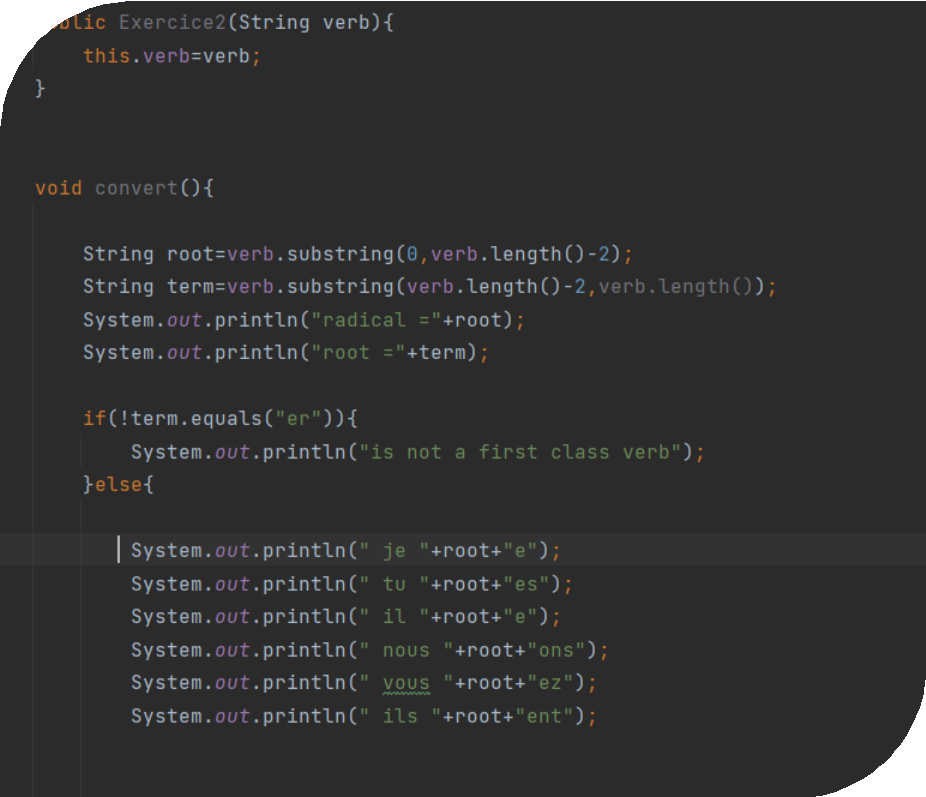 public Exercice2(String verb){
this.verb=verb;
}
void convert(){
String root=verb.substring(0,verb.length()-2);
String term=verb.substring(verb.length()-2,verb.length());
System.out.println("radical ="+root);
System.out.println("root ="+term);
if(!term.equals("er")){
System.out.println("is not a first class verb");
}else{
System.out.println(" je "+root+"e");
System.out.println(" tu "+root+"es");
System.out.println(" il "+root+"e");
System.out.println(" nous "+root+"ons");
System.out.println(" vous "+root+"ez");
System.out.println(" ils "+root+"ent");